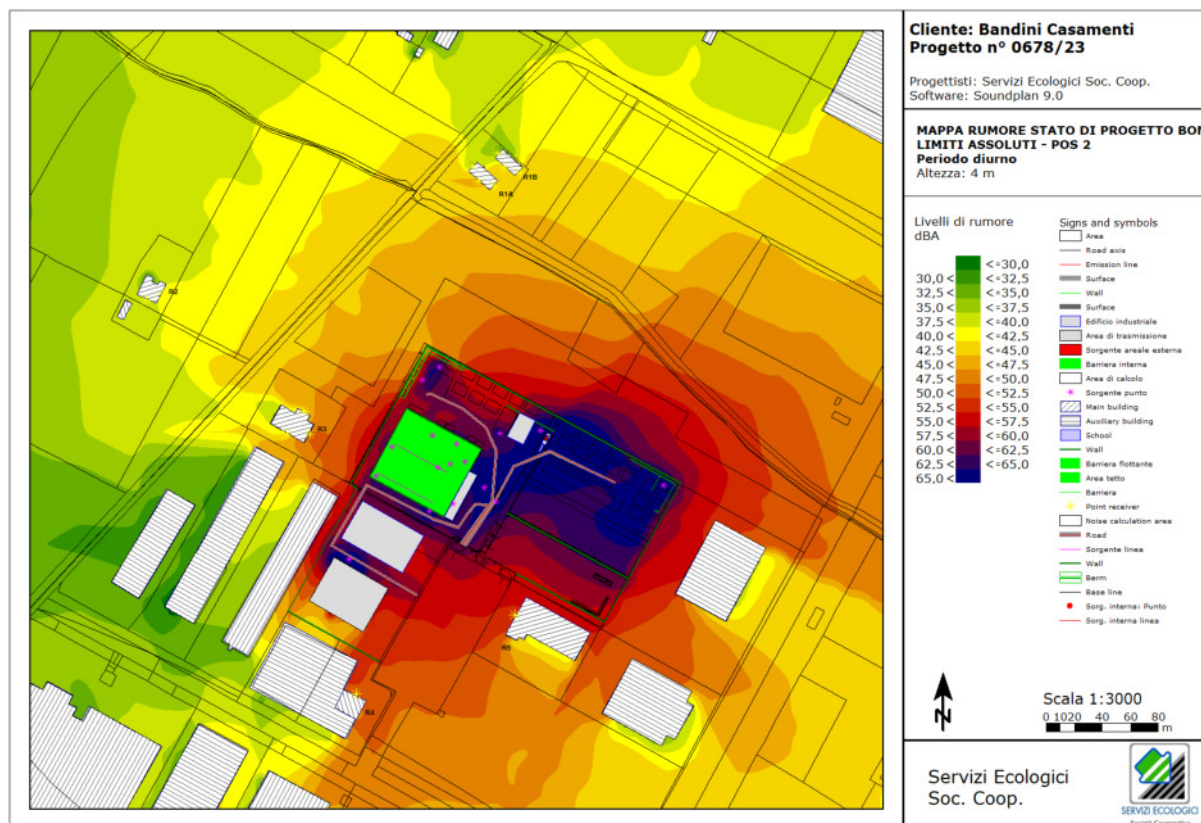 Cliente: Bandini Casamenti
Progetto n° 0678/23
Progettisti: Servizi Ecologici Soc. Coop.
Software: Soundplan 9.0
MAPPA RUMORE STATO DI PROGETTO BON
LIMITI ASSOLUTI - POS 2
Periodo diurno
Altezza: 4 m
Livelli di rumore
dBA
<=30,0
30,0 < <=32,5
32,5 < <=35,0
35,0 < <=37,5
37,5 < <=40,0
40,0 < <=42,5
42,5 < <=45,0
45,0 < <=47,5
47,5 < <=50,0
50,0 < <=52,5
52,5 < <=55,0
55,0 < <=57,5
57,5 < <=60,0
60,0 < <=62,5
62,5 < <=65,0
65,0 <
Signs and symbols
Area
Road axis
Emission line
Surface
Wall
Surface
Edificio industriale
Area di trasmissione
Sorgente areale esterna
Barriera interna
Area di calcolo
Sorgente punto
Main building
Auxiliary building
School
Wall
Barriera flottante
Area tetto
Barriera
Point receiver
Noise calculation area
Road
Sorgente linea
Wall
Berm
Base line
Sorg. interna: Punto
Sorg. interna linea
R1B
R1A
R2
R3
R4
N
Scala 1:3000
0 10 20 40 60 80
m
Servizi Ecologici
Soc. Coop.
SERVIZI ECOLOGICI